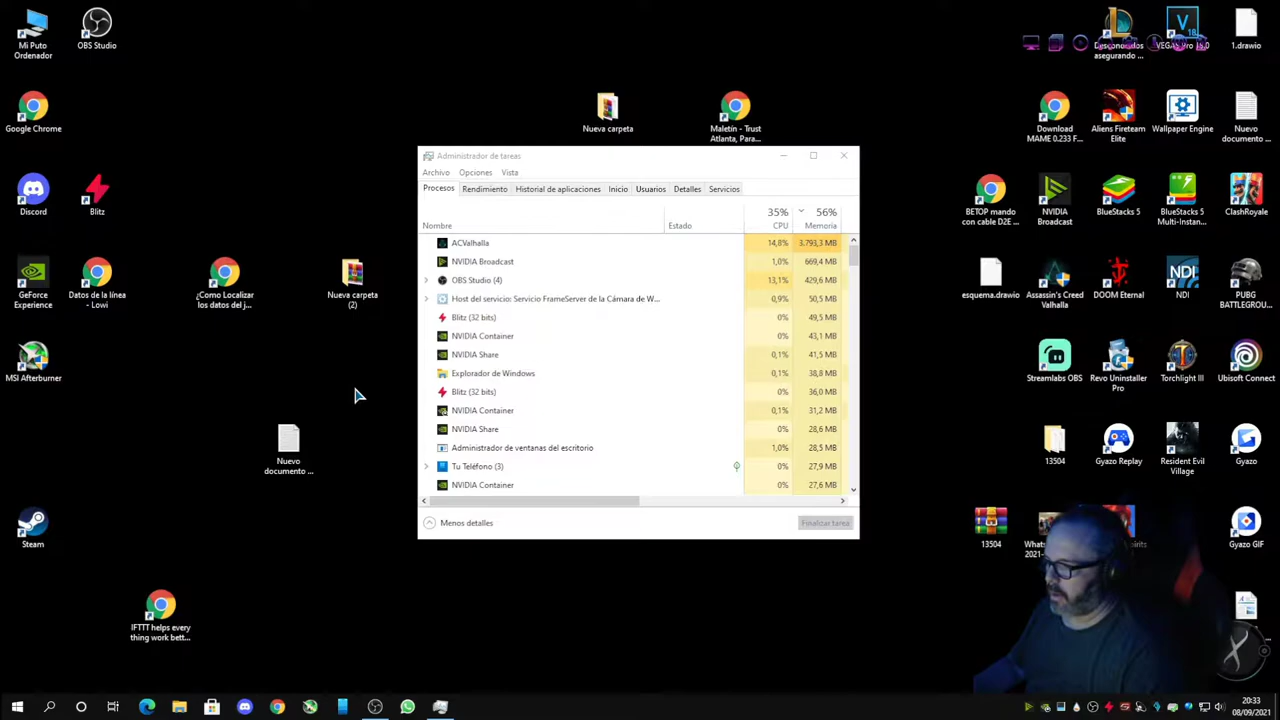 Mi Puto
Ordenador
OBS Studio
Desconocidos
asegurando ...
VEGAS Pro 18.0
1.drawio
Google Chrome
Nueva carpeta
Maletín - Trust
Atlanta, Para...
Download
MAME 0.233 F...
Aliens Fireteam
Elite
Wallpaper Engine
Nuevo
documento ...
Discord
Blitz
BETOP mando
con cable D2E ...
NVIDIA
Broadcast
BlueStacks 5
BlueStacks 5
Multi-Instan...
ClashRoyale
GeForce
Experience
Datos de la línea
- Lowi
¿Como Localizar
los datos del j...
Nueva carpeta
(2)
esquema.drawio
Assassin's Creed
Valhalla
DOOM Eternal
NDI
NDI
PUBG
BATTLEGROU...
MSI Afterburner
Streamlabs OBS
Revo Uninstaller
Pro
Torchlight III
Ubisoft Connect
Nuevo
documento ...
13504
Gyazo Replay
Resident Evil
Village
Gyazo
Steam
13504
Whats
2021-
Gyazo GIF
IFTTT helps every
thing work bett...
Administrador de tareas
Archivo Opciones Vista
Procesos Rendimiento Historial de aplicaciones Inicio Usuarios Detalles Servicios
35% 56%
Nombre Estado CPU Memoria
ACValhalla 14,8% 3.793,3 MB
NVIDIA Broadcast 1,0% 669,4 MB
OBS Studio (4) 13,1% 429,6 MB
Host del servicio: Servicio FrameServer de la Cámara de W... 0,9% 50,5 MB
Blitz (32 bits) 0% 49,5 MB
NVIDIA Container 0% 43,1 MB
NVIDIA Share 0,1% 41,5 MB
Explorador de Windows 0,1% 38,8 MB
Blitz (32 bits) 0% 36,0 MB
NVIDIA Container 0,1% 31,2 MB
NVIDIA Share 0% 28,6 MB
Administrador de ventanas del escritorio 1,0% 28,5 MB
Tu Teléfono (3) 0% 27,9 MB
NVIDIA Container 0% 27,6 MB
Menos detalles Finalizar tarea
20:33
08/09/2021